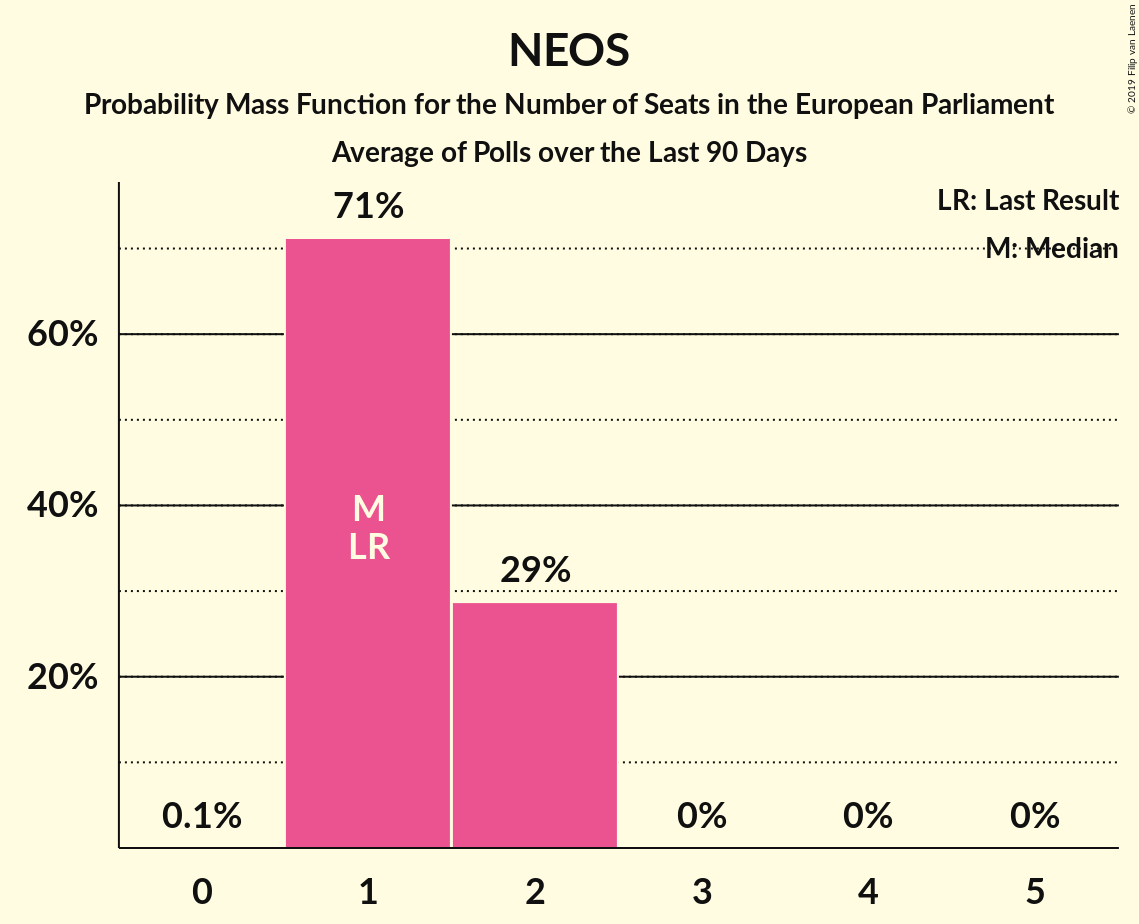 NEOS
Probability Mass Function for the Number of Seats in the European Parliament
Average of Polls over the Last 90 Days
© 2019 Filip van Laenen
LR: Last Result
M: Median
71%
60%
40%
20%
M
LR
29%
0.1%
0%
0%
0%
0
1
2
3
4
5